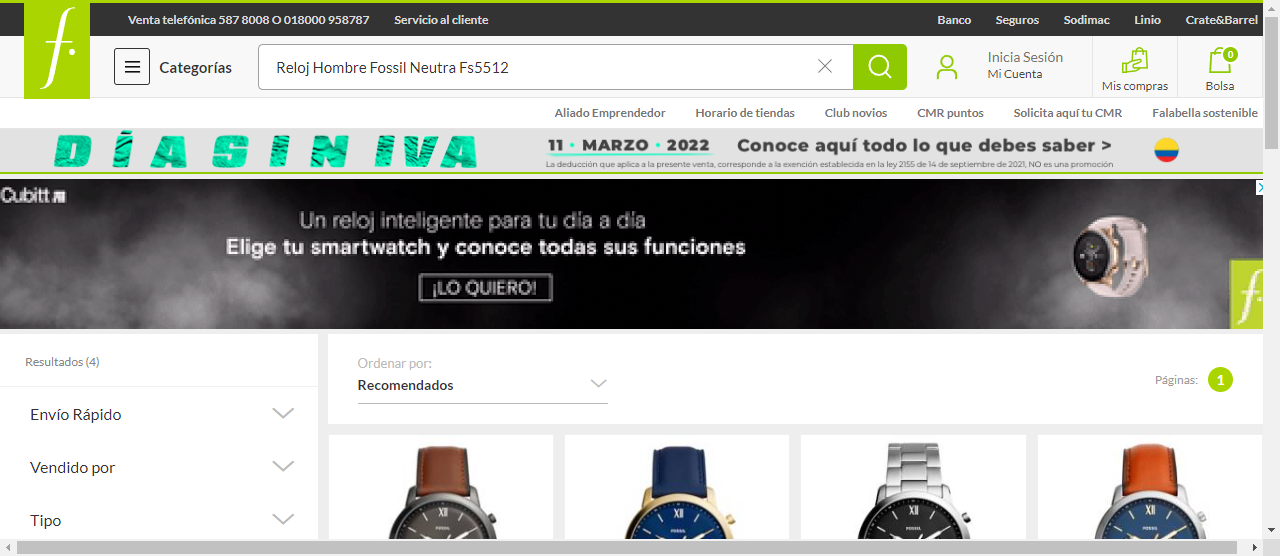 Venta telefónica 587 8008 O 018000 958787 Servicio al cliente Banco Seguros Sodimac Linio Crate&Barrel
f.
Categorías Reloj Hombre Fossil Neutra Fs5512 Inicia Sesión
Mi Cuenta Mis compras 0 Bolsa
Aliado Emprendedor Horario de tiendas Club novios CMR puntos Solicita aquí tu CMR Falabella sostenible
DÍA SIN IVA 11 • MARZO • 2022 Conoce aquí todo lo que debes saber >
La deducción que aplica a la presente venta, corresponde a la exención establecida en la ley 2155 de 14 de septiembre de 2021, NO es una promoción
Cubitt
Un reloj inteligente para tu día a día
Elige tu smartwatch y conoce todas sus funciones
¡LO QUIERO!
f.
Resultados (4)
Envío Rápido
Vendido por
Tipo
Ordenar por:
Recomendados
Páginas: 1
XII FOSSIL
XII FOSSIL
XII FOSSIL
XII FOSSIL